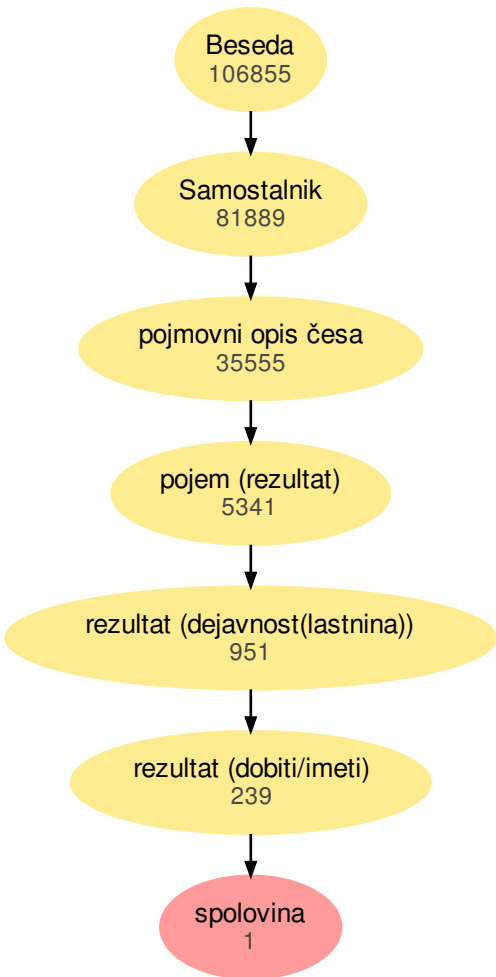 Beseda
106855
Samostalnik
81889
pojmovni opis česa
35555
pojem (rezultat)
5341
rezultat (dejavnost(lastnina))
951
rezultat (dobiti/imeti)
239
spolovina
1